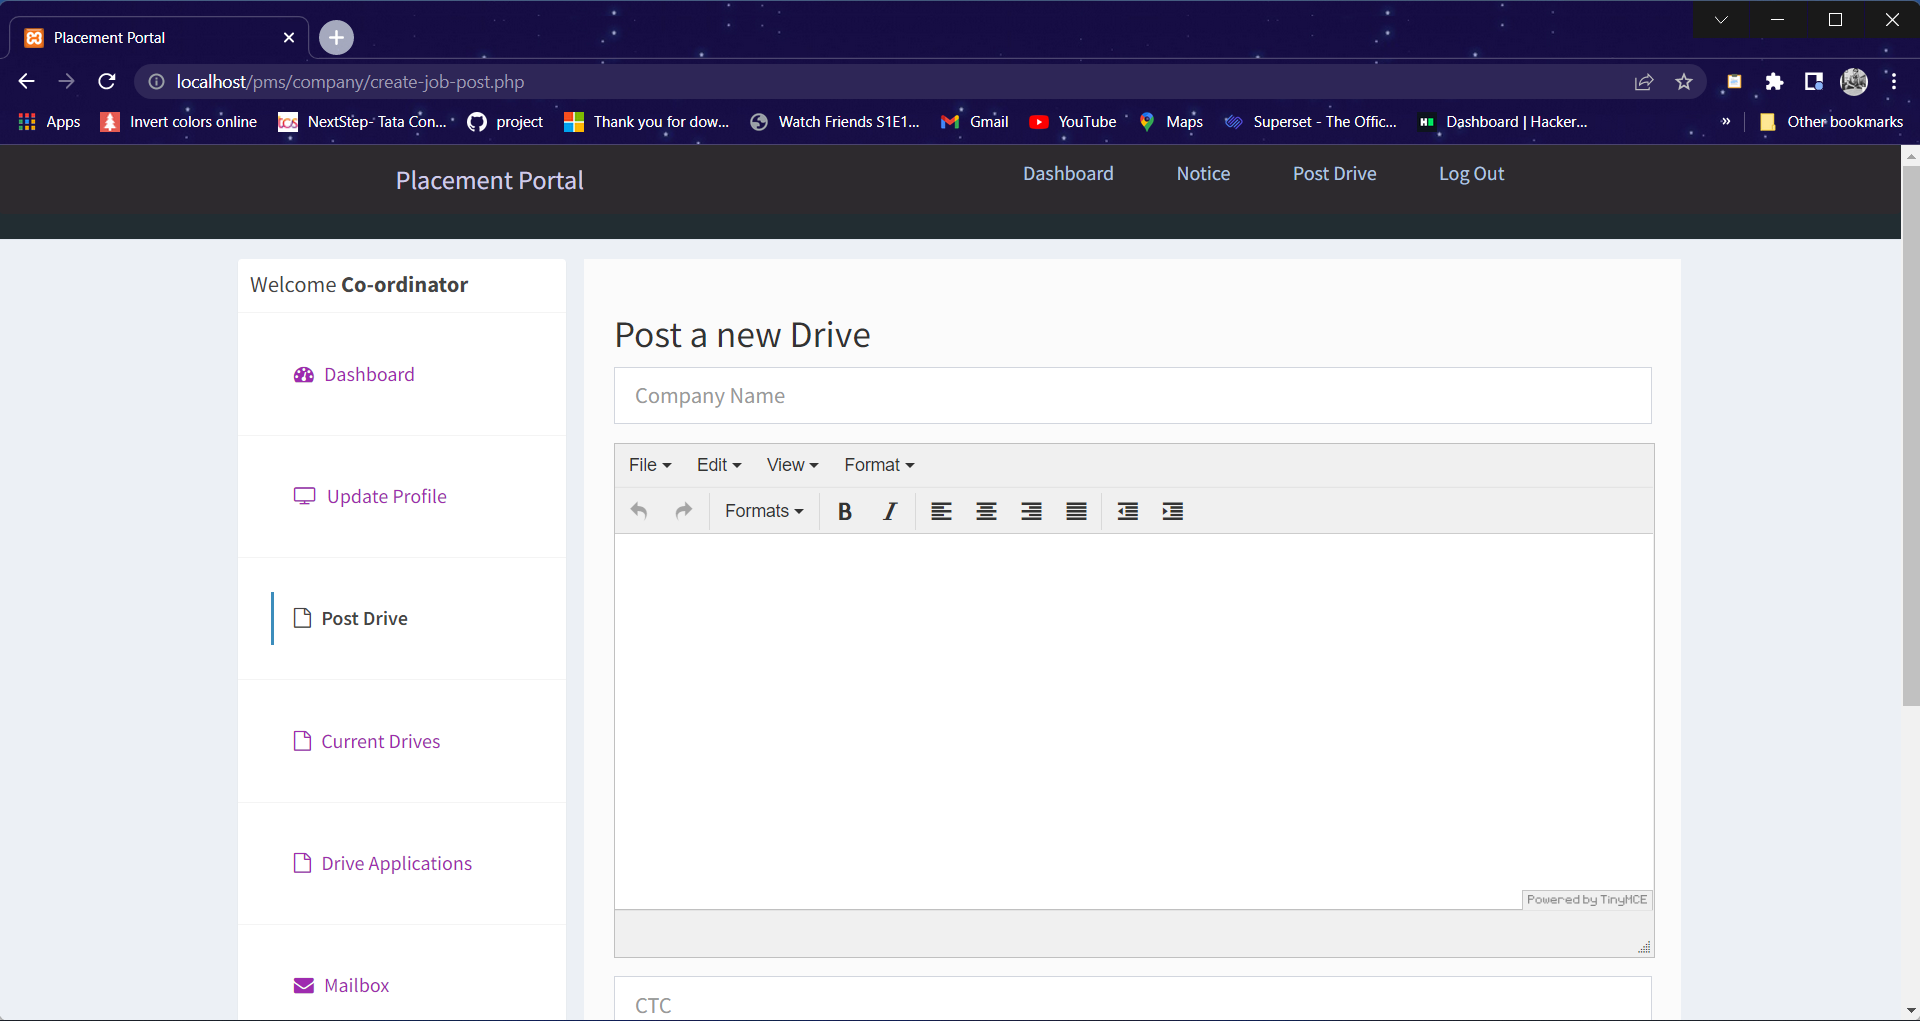 Placement Portal
localhost/pms/company/create-job-post.php
Apps Invert colors online NextStep- Tata Con... project Thank you for dow... Watch Friends S1E1... Gmail YouTube Maps Superset - The Offic... Dashboard | Hacker... » Other bookmarks
Placement Portal Dashboard Notice Post Drive Log Out
Welcome Co-ordinator
Dashboard
Update Profile
Post Drive
Current Drives
Drive Applications
Mailbox
Post a new Drive
Company Name
File Edit View Format
Formats B I
Powered by TinyMCE
CTC